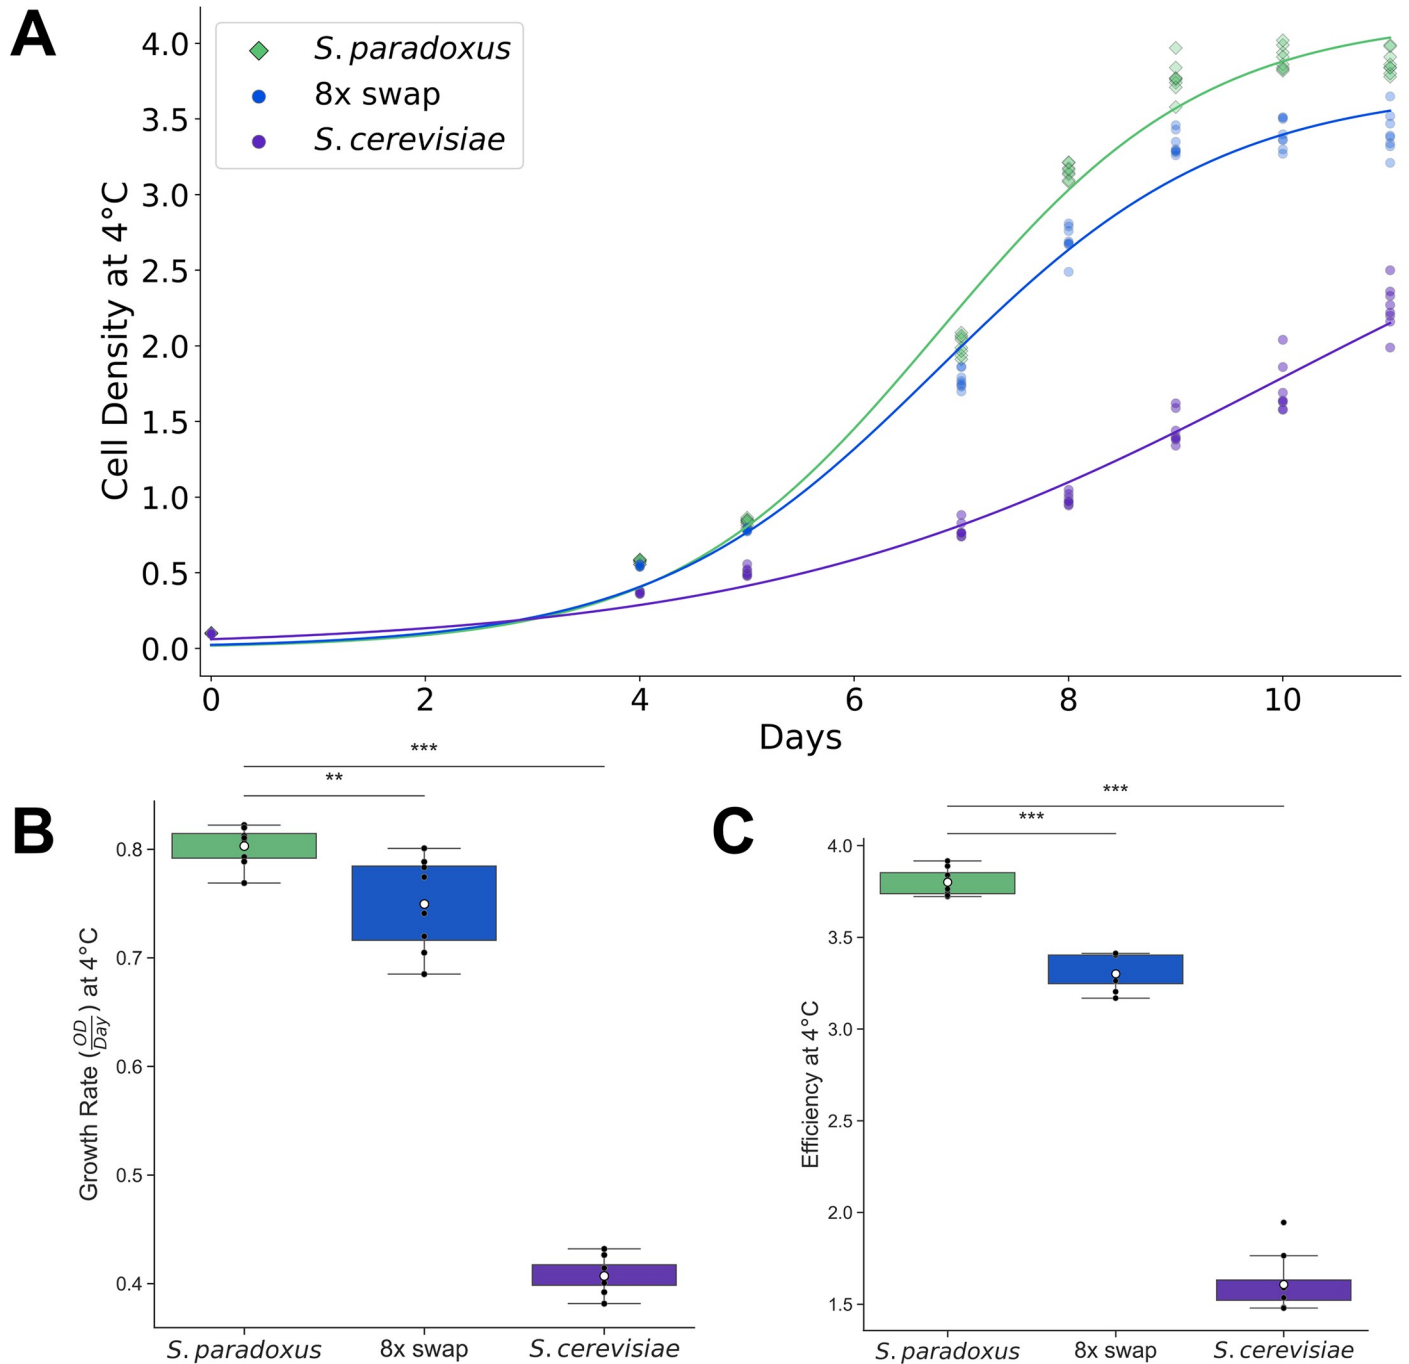 A
S. paradoxus
8x swap
S. cerevisiae
Cell Density at 4°C
4.0
3.5
3.0
2.5
2.0
1.5
1.0
0.5
0.0
0 2 4 6 8 10
Days
B
***
**
Growth Rate (OD/Day) at 4°C
0.8
0.7
0.6
0.5
0.4
S. paradoxus 8x swap S. cerevisiae
C
***
***
Efficiency at 4°C
4.0
3.5
3.0
2.5
2.0
1.5
S. paradoxus 8x swap S. cerevisiae